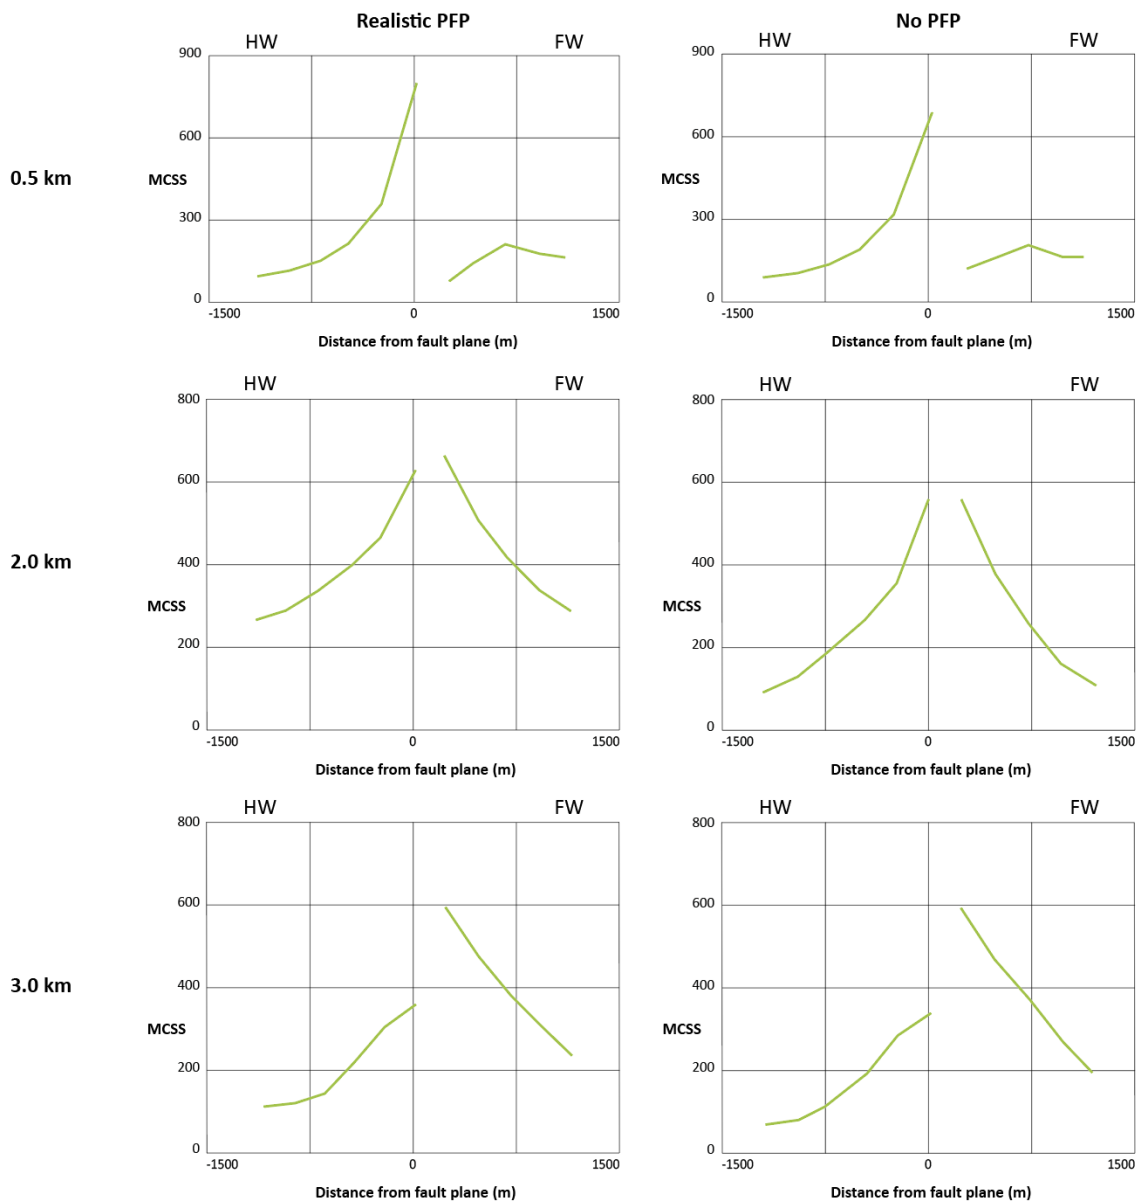 Realistic PFP
No PFP
HW
FW
HW
FW
900
600
300
0
MCSS
0.5 km
-1500
0
1500
Distance from fault plane (m)
900
600
300
0
MCSS
-1500
0
1500
Distance from fault plane (m)
HW
FW
HW
FW
800
600
400
200
0
MCSS
2.0 km
-1500
0
1500
Distance from fault plane (m)
800
600
400
200
0
MCSS
-1500
0
1500
Distance from fault plane (m)
HW
FW
HW
FW
800
600
400
200
0
MCSS
3.0 km
-1500
0
1500
Distance from fault plane (m)
800
600
400
200
0
MCSS
-1500
0
1500
Distance from fault plane (m)